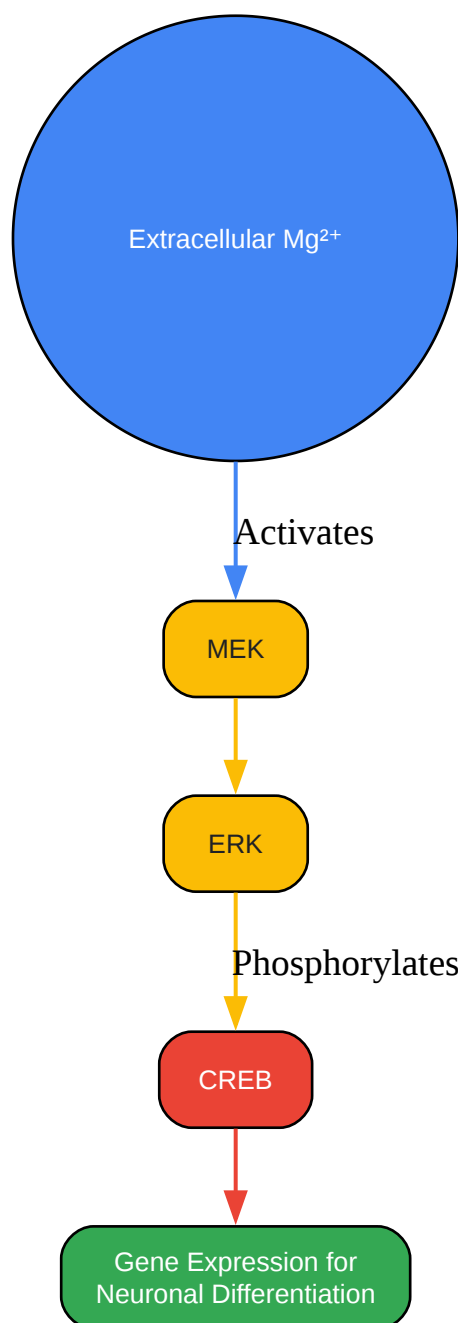 Extracellular Mg²⁺
Activates
MEK
ERK
Phosphorylates
CREB
Gene Expression for
Neuronal Differentiation